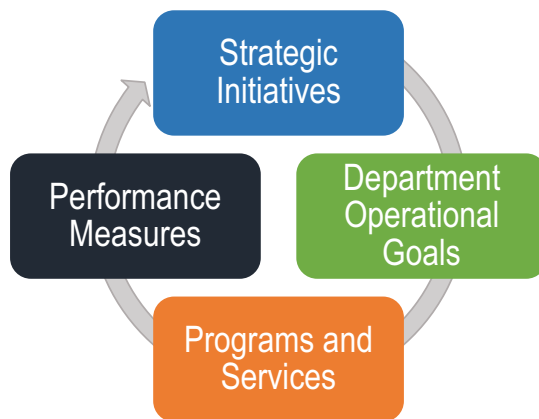 Strategic
Initiatives
Department
Operational
Goals
Programs and
Services
Performance
Measures